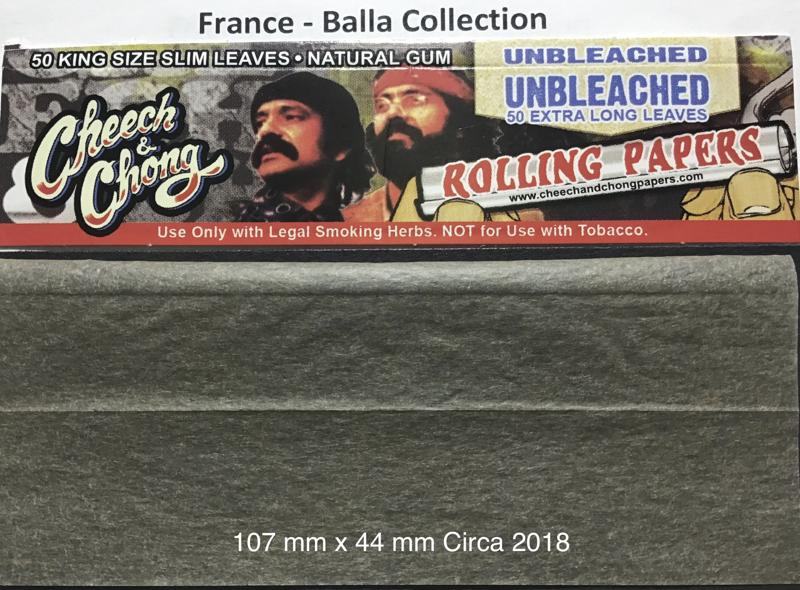 France - Balla Collection
50 KING SIZE SLIM LEAVES • NATURAL GUM
UNBLEACHED
UNBLEACHED
50 EXTRA LONG LEAVES
Cheech
&
Chong
ROLLING PAPERS
www.cheechandchongpapers.com
Use Only with Legal Smoking Herbs. NOT for Use with Tobacco.
107 mm x 44 mm Circa 2018